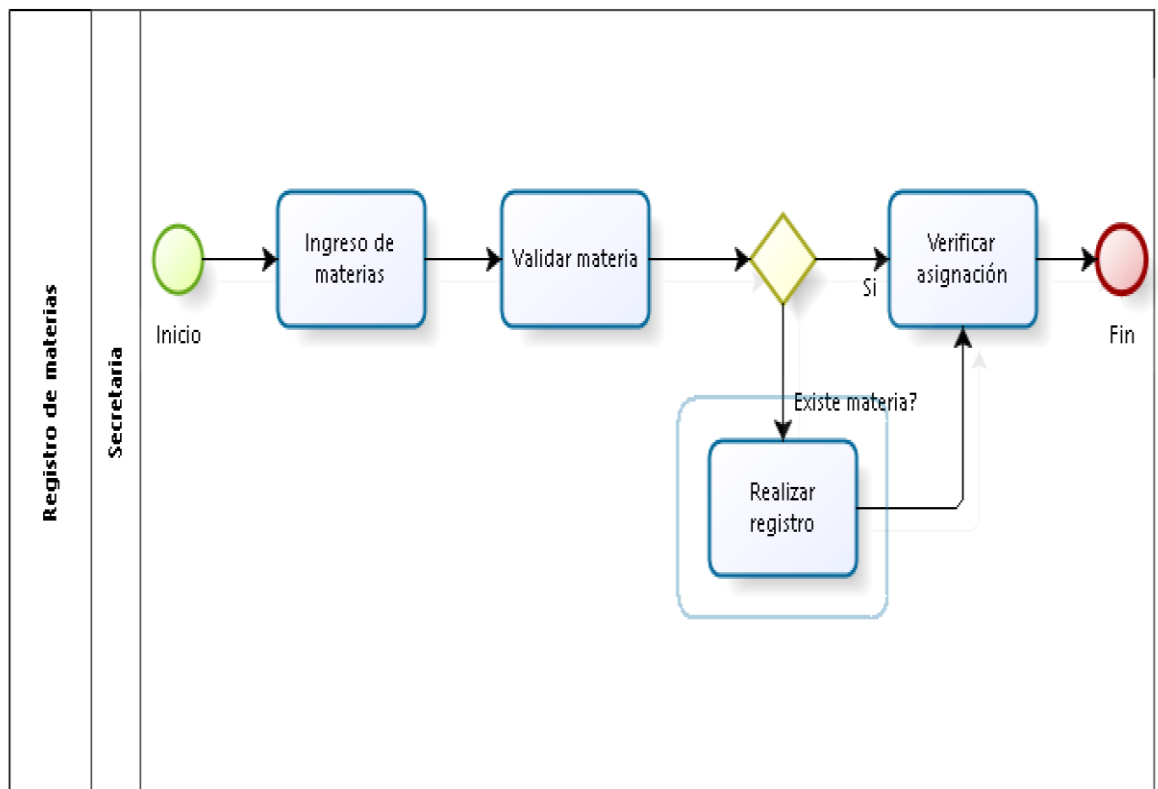 Registro de materias
Secretaria
Inicio
Ingreso de
materias
Validar materia
Si
Existe materia?
Verificar
asignación
Realizar
registro
Fin